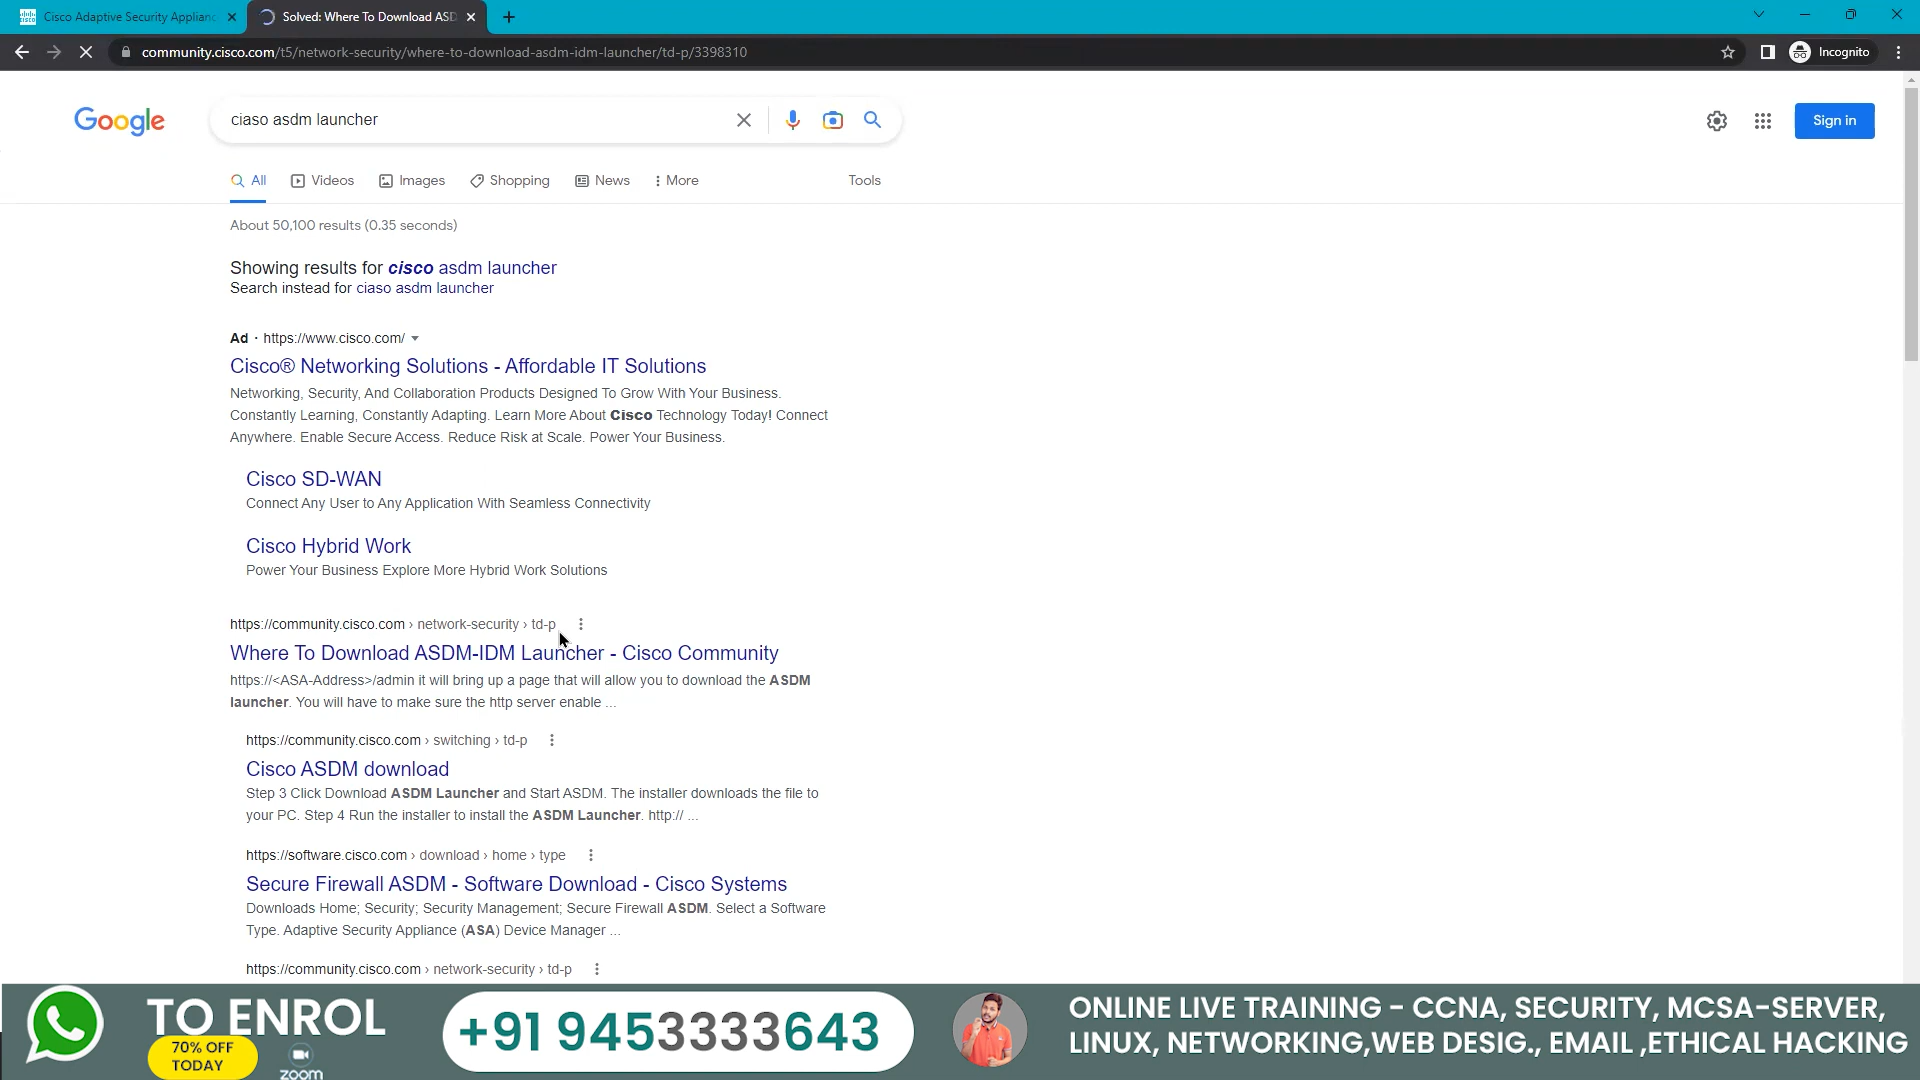 Cisco Adaptive Security Applianc
Solved: Where To Download ASD
community.cisco.com/t5/network-security/where-to-download-asdm-idm-launcher/td-p/3398310
Incognito
Google
ciaso asdm launcher
Sign in
All
Videos
Images
Shopping
News
More
Tools
About 50,100 results (0.35 seconds)
Showing results for cisco asdm launcher
Search instead for ciaso asdm launcher
Ad · https://www.cisco.com/
Cisco® Networking Solutions - Affordable IT Solutions
Networking, Security, And Collaboration Products Designed To Grow With Your Business.
Constantly Learning, Constantly Adapting. Learn More About Cisco Technology Today! Connect
Anywhere. Enable Secure Access. Reduce Risk at Scale. Power Your Business.
Cisco SD-WAN
Connect Any User to Any Application With Seamless Connectivity
Cisco Hybrid Work
Power Your Business Explore More Hybrid Work Solutions
https://community.cisco.com › network-security › td-p
Where To Download ASDM-IDM Launcher - Cisco Community
https://<ASA-Address>/admin it will bring up a page that will allow you to download the ASDM
launcher. You will have to make sure the http server enable ...
https://community.cisco.com › switching › td-p
Cisco ASDM download
Step 3 Click Download ASDM Launcher and Start ASDM. The installer downloads the file to
your PC. Step 4 Run the installer to install the ASDM Launcher. http:// ...
https://software.cisco.com › download › home › type
Secure Firewall ASDM - Software Download - Cisco Systems
Downloads Home; Security; Security Management; Secure Firewall ASDM. Select a Software
Type. Adaptive Security Appliance (ASA) Device Manager ...
https://community.cisco.com › network-security › td-p
TO ENROL
70% OFF
TODAY
zoom
+91 9453333643
ONLINE LIVE TRAINING - CCNA, SECURITY, MCSA-SERVER,
LINUX, NETWORKING,WEB DESIG., EMAIL ,ETHICAL HACKING